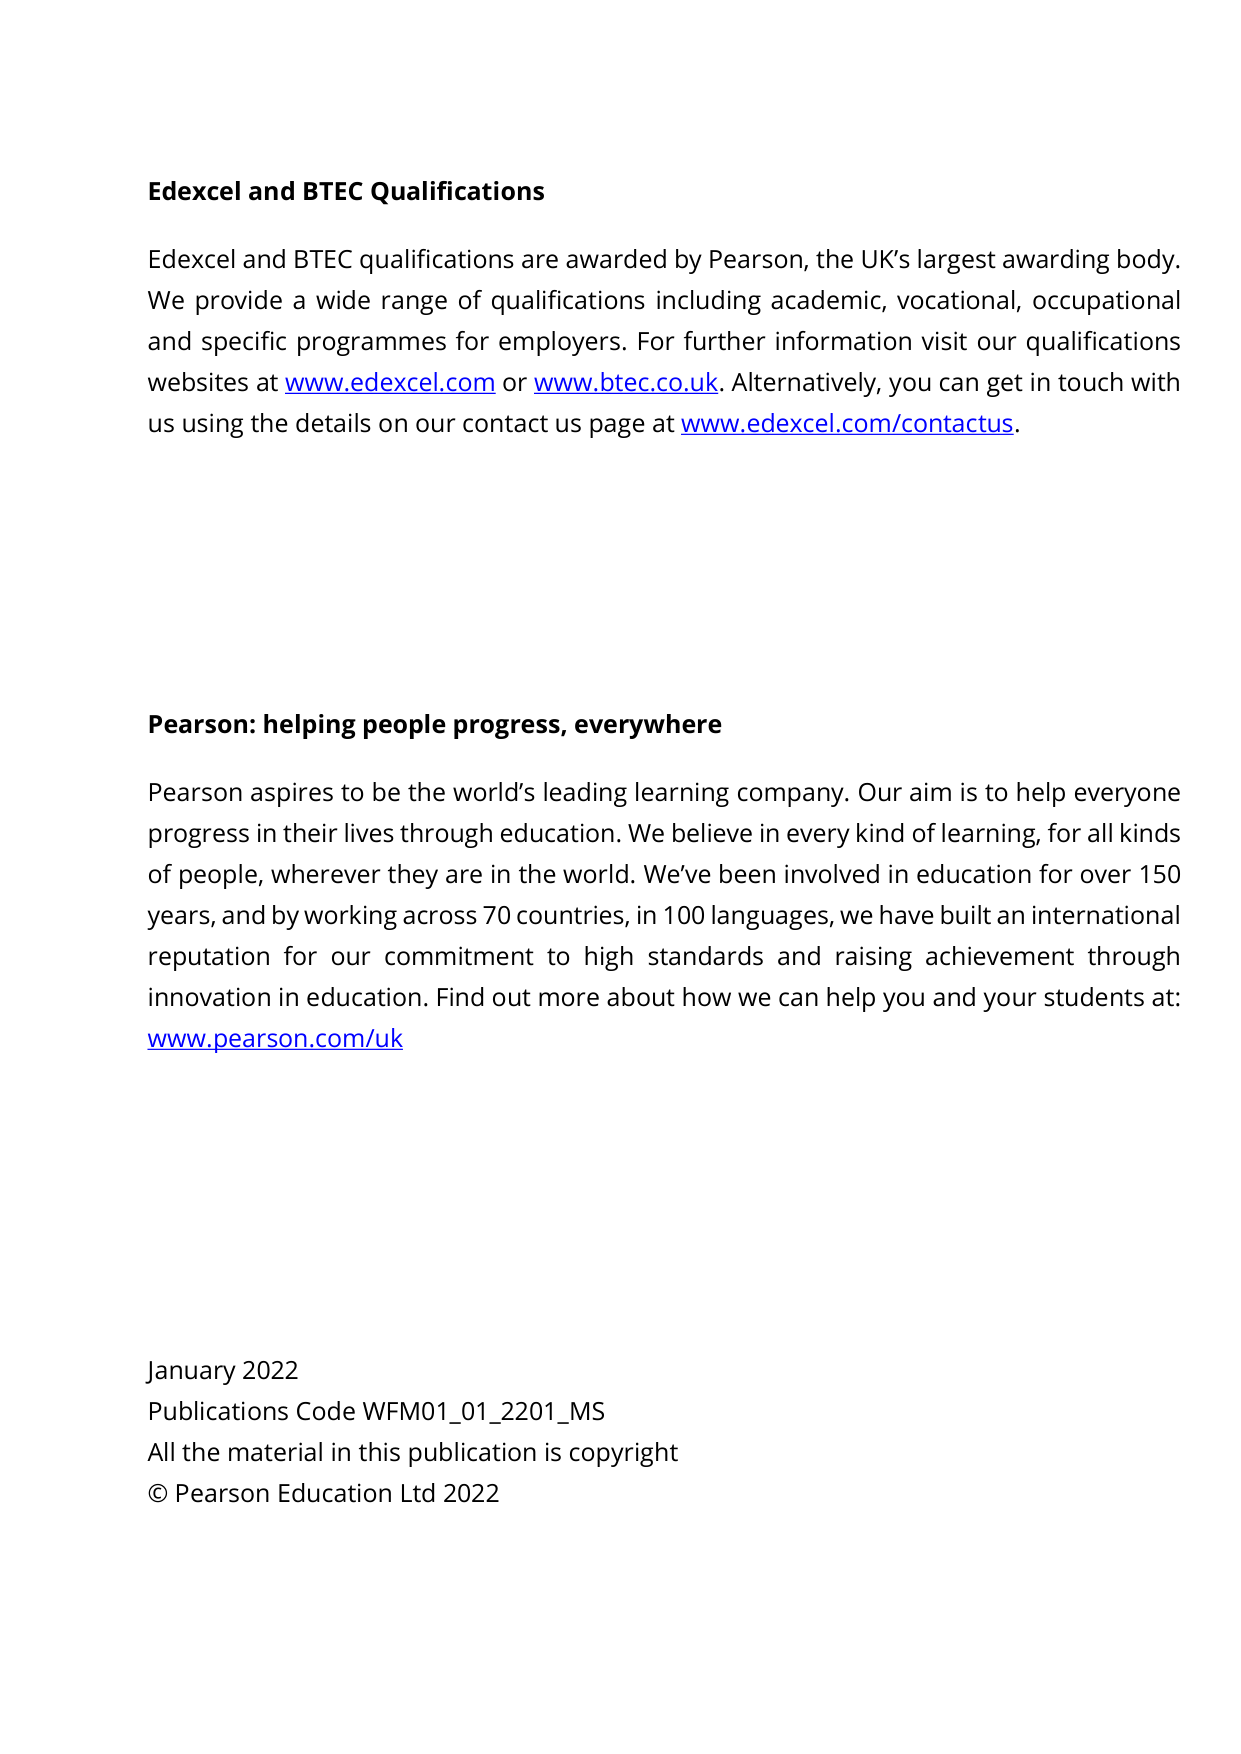 Edexcel and BTEC Qualifications
Edexcel and BTEC qualifications are awarded by Pearson, the UK’s largest awarding body.
We provide a wide range of qualifications including academic, vocational, occupational
and specific programmes for employers. For further information visit our qualifications
websites at www.edexcel.com or www.btec.co.uk. Alternatively, you can get in touch with
us using the details on our contact us page at www.edexcel.com/contactus.
Pearson: helping people progress, everywhere
Pearson aspires to be the world’s leading learning company. Our aim is to help everyone
progress in their lives through education. We believe in every kind of learning, for all kinds
of people, wherever they are in the world. We’ve been involved in education for over 150
years, and by working across 70 countries, in 100 languages, we have built an international
reputation for our commitment to high standards and raising achievement through
innovation in education. Find out more about how we can help you and your students at:
www.pearson.com/uk
January 2022
Publications Code WFM01_01_2201_MS
All the material in this publication is copyright
© Pearson Education Ltd 2022